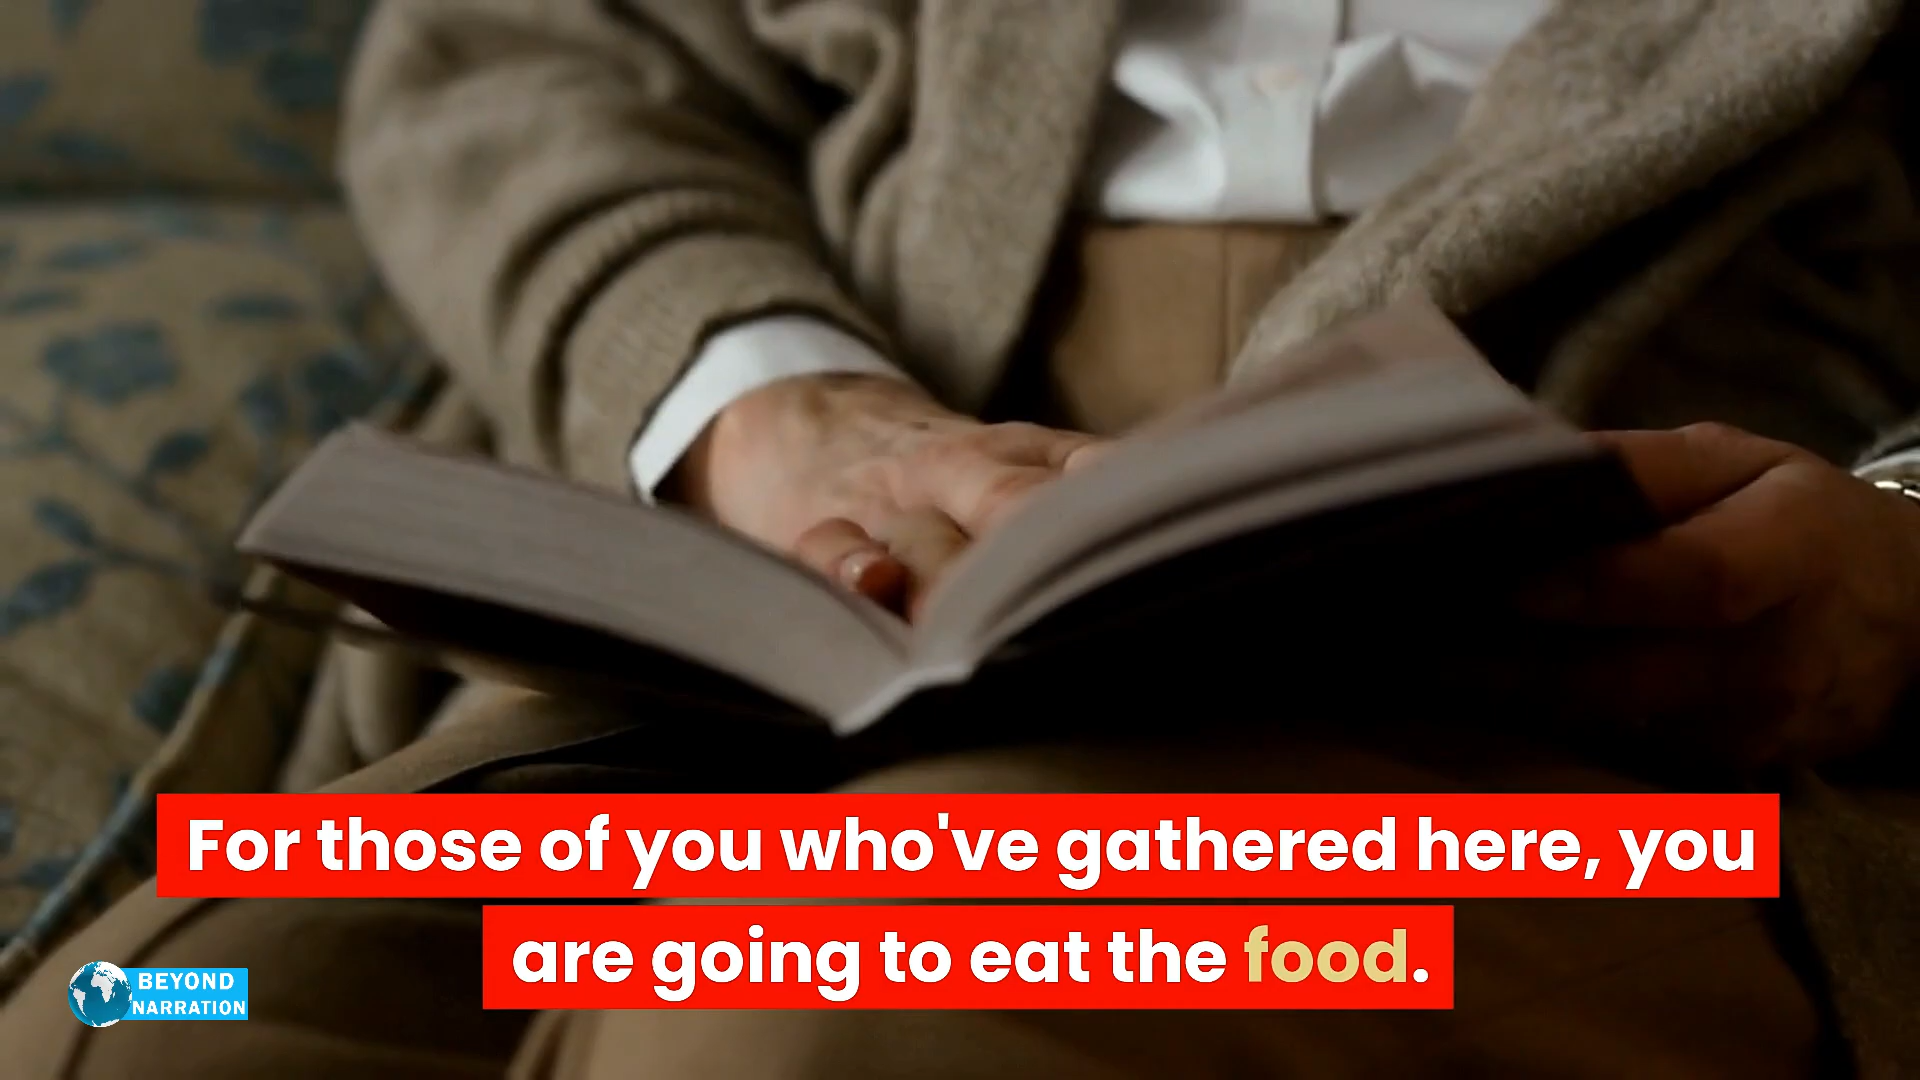 For those of you who've gathered here, you
are going to eat the food.
BEYOND
NARRATION